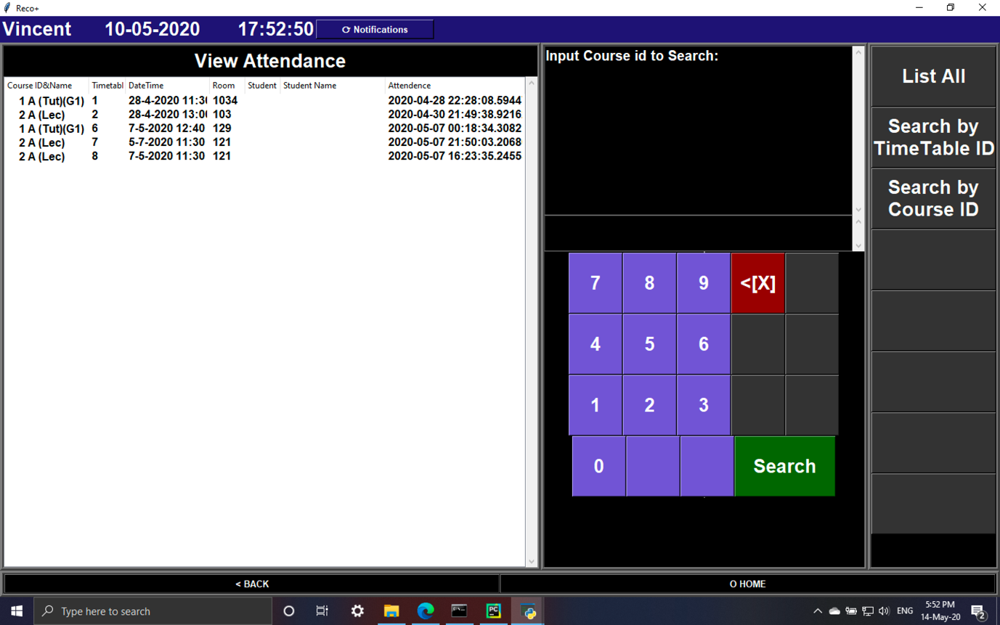 Reco+
Vincent 10-05-2020 17:52:50 ⟳ Notifications
View Attendance
Course ID&Name Timetabl DateTime Room Student Student Name Attendence
1 A (Tut)(G1) 1 28-4-2020 11:30 1034 2020-04-28 22:28:08.5944
2 A (Lec) 2 28-4-2020 13:00 103 2020-04-30 21:49:38.9216
1 A (Tut)(G1) 6 7-5-2020 12:40 129 2020-05-07 00:18:34.3082
2 A (Lec) 7 5-7-2020 11:30 121 2020-05-07 21:50:03.2068
2 A (Lec) 8 7-5-2020 11:30 121 2020-05-07 16:23:35.2455
Input Course id to Search:
7 8 9 <[X]
4 5 6
1 2 3
0 Search
List All
Search by
TimeTable ID
Search by
Course ID
< BACK
O HOME
Type here to search
ENG
5:52 PM
14-May-20
2